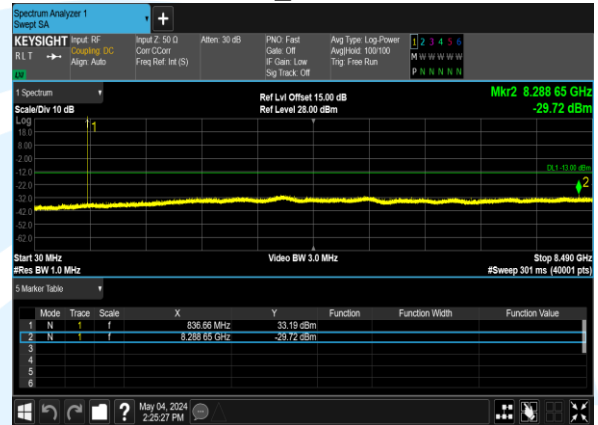 Spectrum Analyzer 1
Swept SA
+
KEYSIGHT Input: RF Input Z: 50 Ω Atten: 30 dB PNO: Fast Avg Type: Log-Power 1 2 3 4 5 6
RLT Coupling: DC Corr CCorr Gate: Off Avg|Hold: 100/100 M W W W W W
Align: Auto Freq Ref: Int (S) IF Gain: Low Trig: Free Run
Sig Track: Off P N N N N N
1 Spectrum Ref Lvl Offset 15.00 dB Mkr2 8.288 65 GHz
Scale/Div 10 dB Ref Level 28.00 dBm -29.72 dBm
Log
1
18.0
8.00
-2.00
-12.0 DL1 -13.00 dBm
-22.0 2
-32.0
-42.0
-52.0
-62.0
Start 30 MHz Video BW 3.0 MHz Stop 8.490 GHz
#Res BW 1.0 MHz #Sweep 301 ms (40001 pts)
5 Marker Table
Mode Trace Scale X Y Function Function Width Function Value
1 N 1 f 836.66 MHz 33.19 dBm
2 N 1 f 8.288 65 GHz -29.72 dBm
3
4
5
6
? May 04, 2024
2:25:27 PM